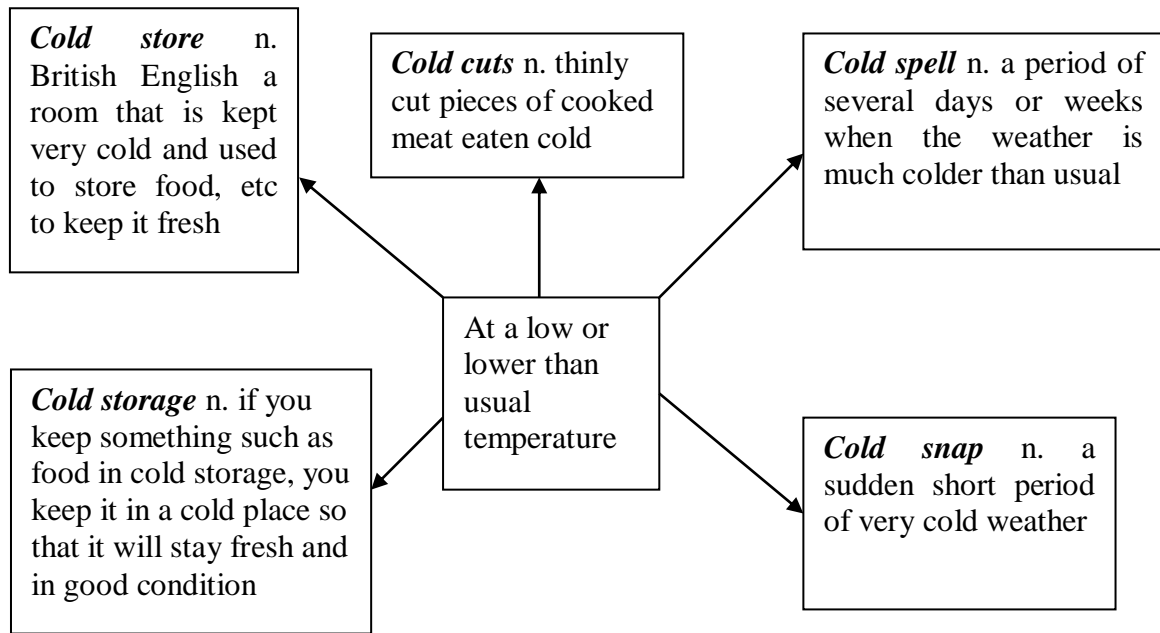 Cold store n.
British English a
room that is kept
very cold and used
to store food, etc
to keep it fresh
Cold cuts n. thinly
cut pieces of cooked
meat eaten cold
Cold spell n. a period of
several days or weeks
when the weather is
much colder than usual
At a low or
lower than
usual
temperature
Cold storage n. if you
keep something such as
food in cold storage, you
keep it in a cold place so
that it will stay fresh and
in good condition
Cold snap n. a
sudden short period
of very cold weather